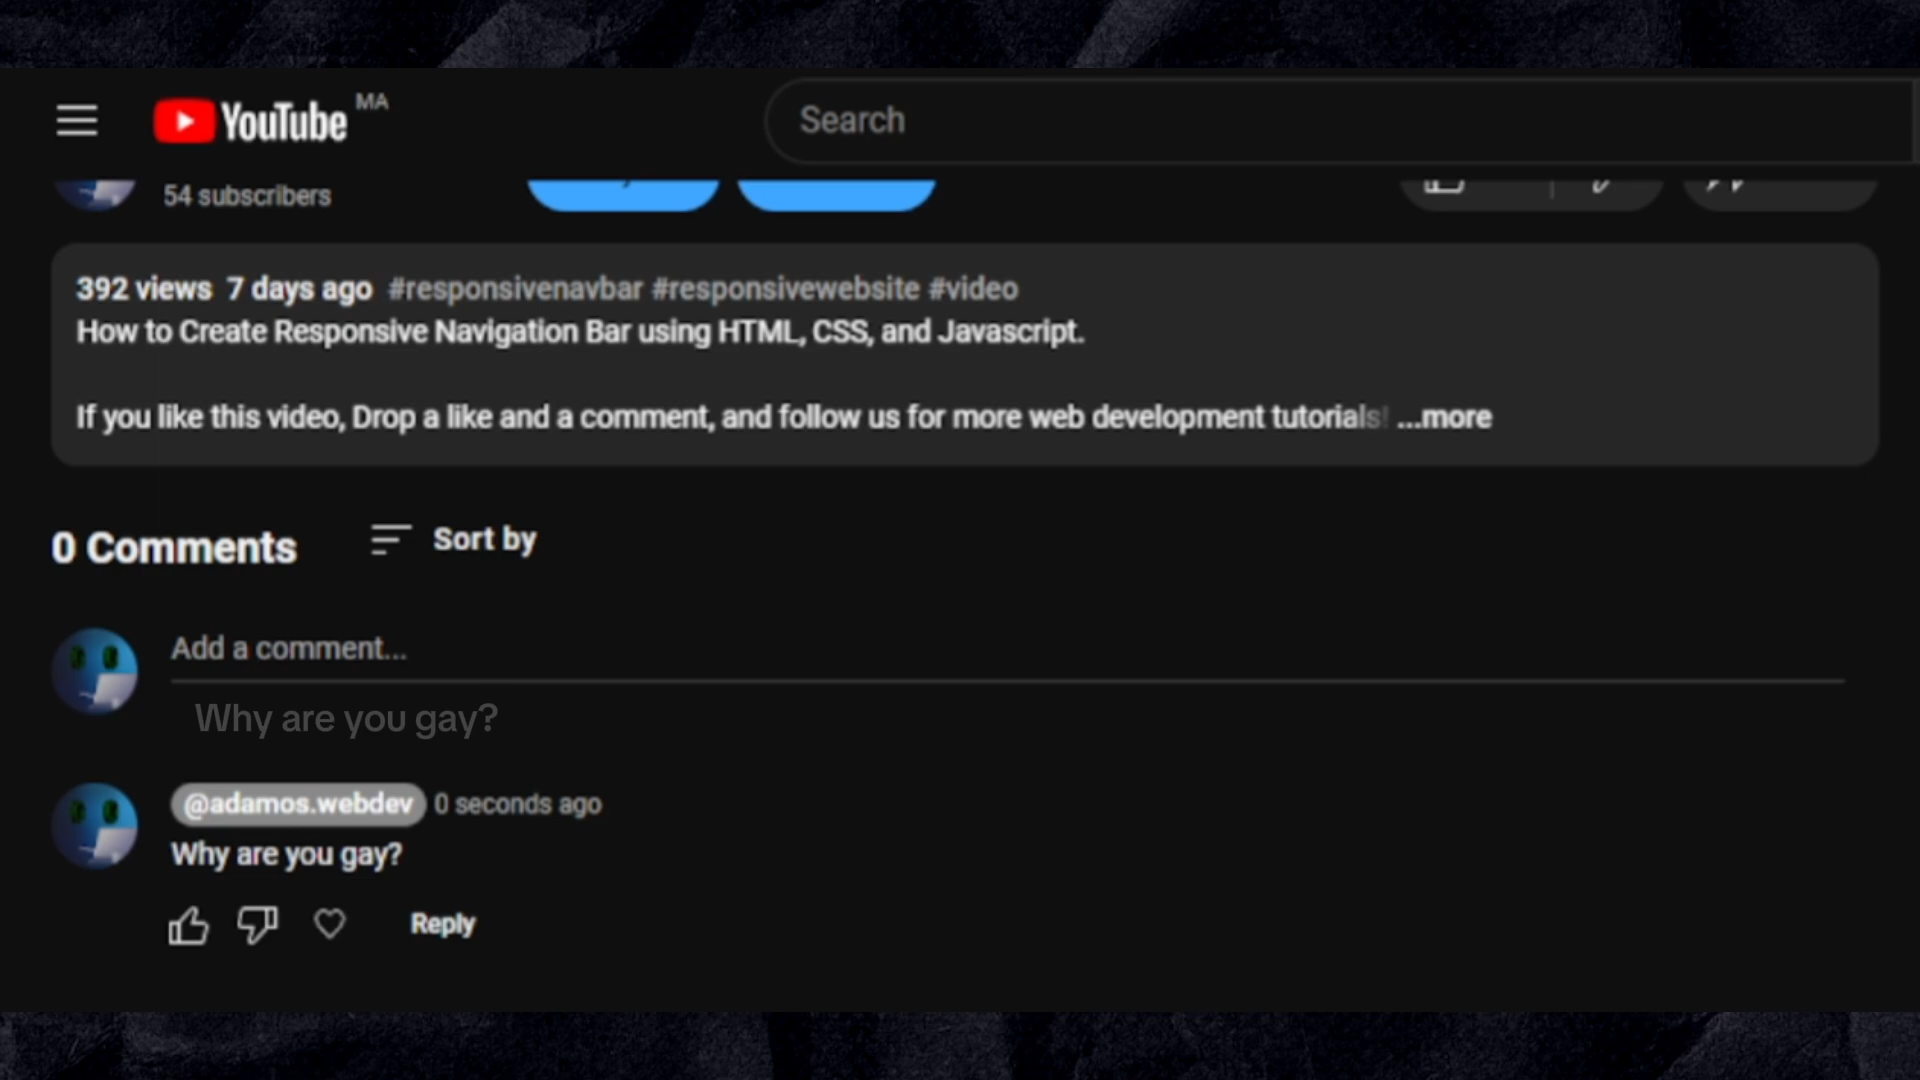 YouTube MA
Search
54 subscribers
392 views 7 days ago #responsivenavbar #responsivewebsite #video
How to Create Responsive Navigation Bar using HTML, CSS, and Javascript.
If you like this video, Drop a like and a comment, and follow us for more web development tutorials! ...more
0 Comments
Sort by
Add a comment...
Why are you gay?
@adamos.webdev 0 seconds ago
Why are you gay?
Reply